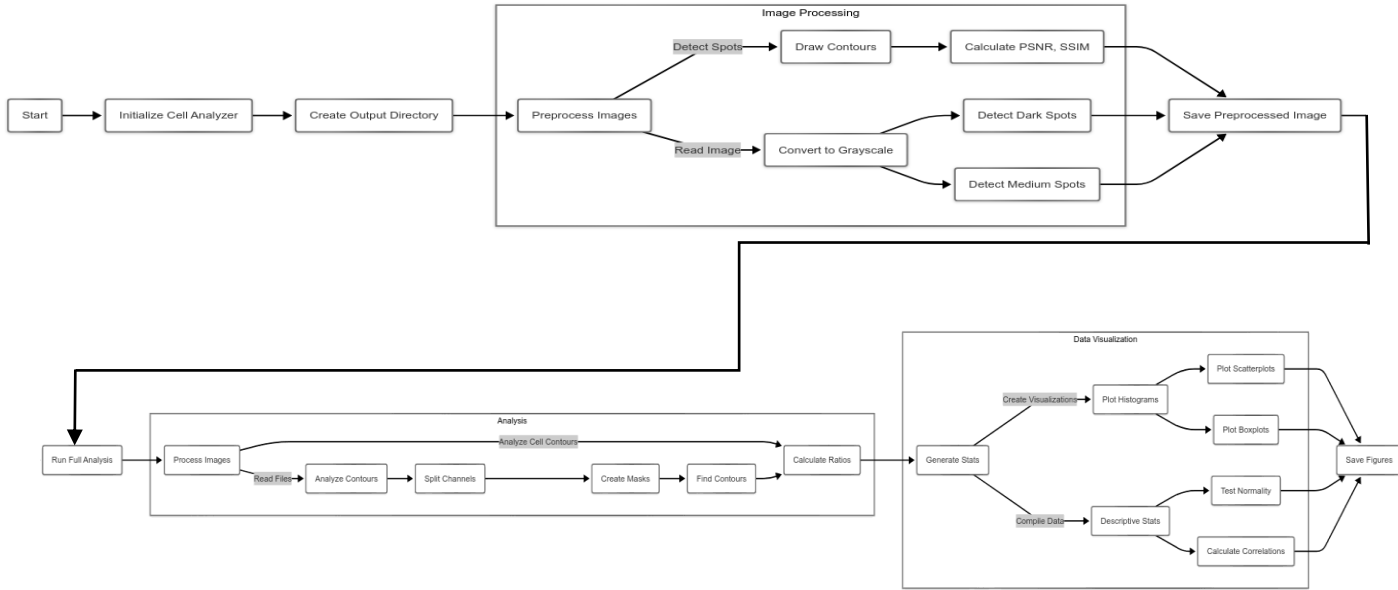 Image Processing
Detect Spots
Draw Contours
Calculate PSNR, SSIM
Start
Initialize Cell Analyzer
Create Output Directory
Preprocess Images
Detect Dark Spots
Save Preprocessed Image
Read Image
Convert to Grayscale
Detect Medium Spots
Data Visualization
Plot Scatterplots
Create Visualizations
Plot Histograms
Analysis
Plot Boxplots
Analyze Cell Contours
Run Full Analysis
Process Images
Calculate Ratios
Generate Stats
Save Figures
Read Files
Analyze Contours
Split Channels
Create Masks
Find Contours
Test Normality
Compile Data
Descriptive Stats
Calculate Correlations